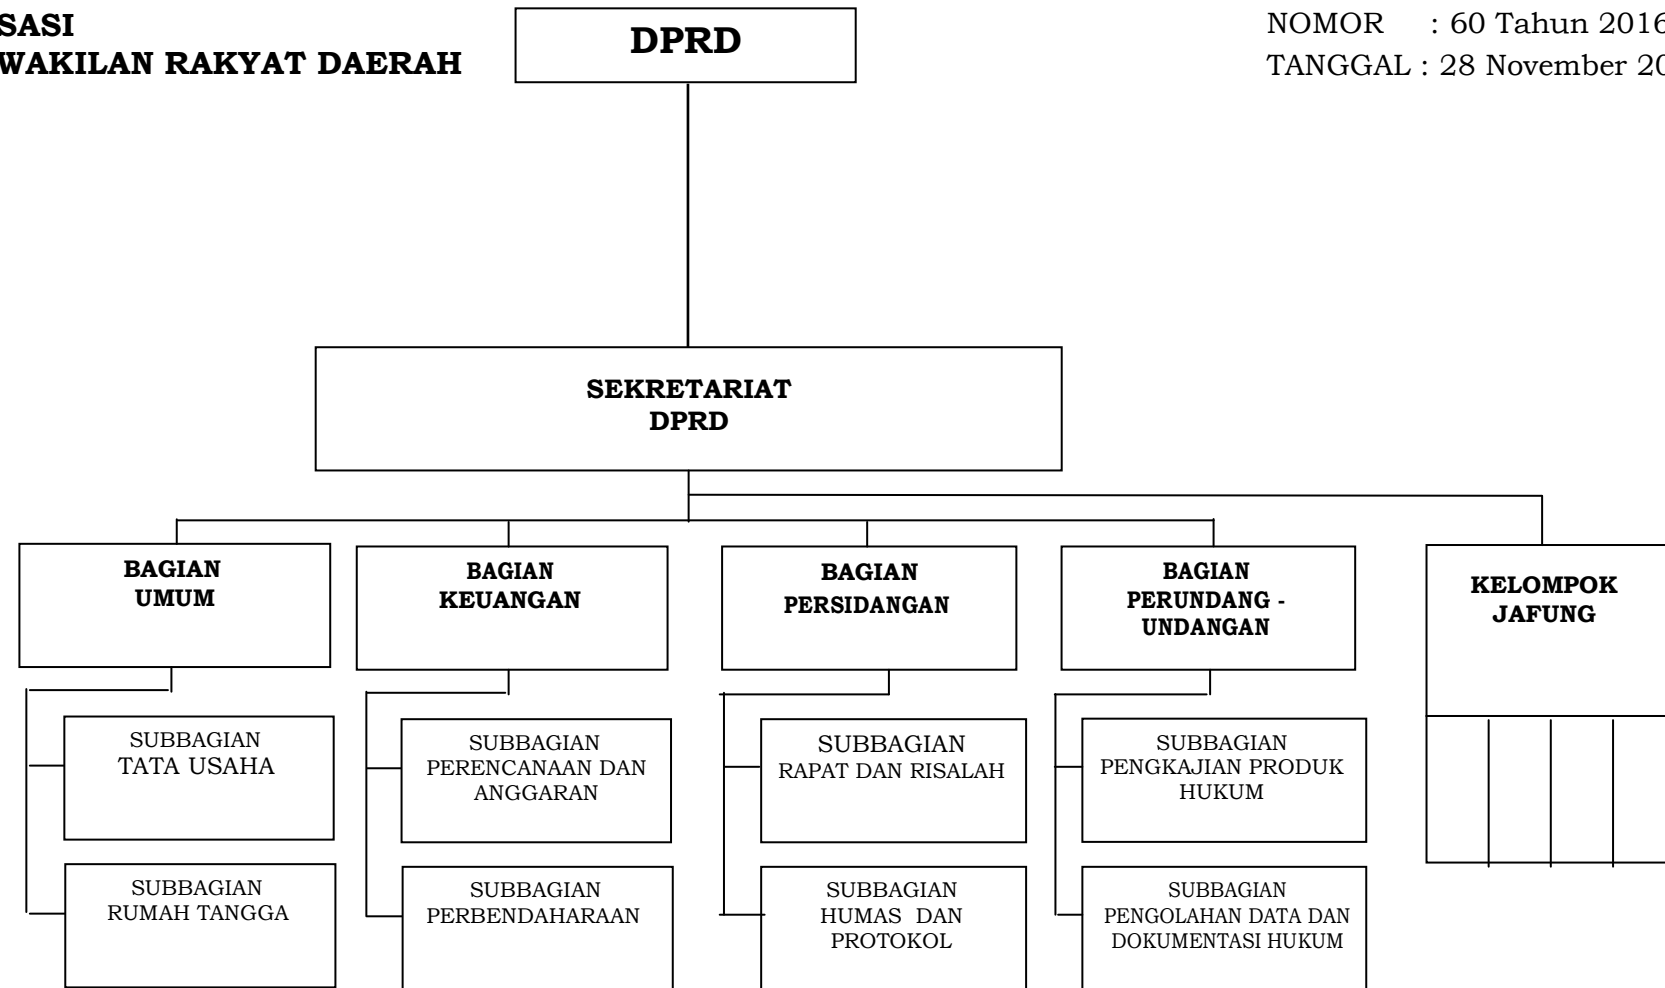 SASI
WAKILAN RAKYAT DAERAH
DPRD
NOMOR : 60 Tahun 2016
TANGGAL : 28 November 20
SEKRETARIAT
DPRD
BAGIAN
UMUM
BAGIAN
KEUANGAN
BAGIAN
PERSIDANGAN
BAGIAN
PERUNDANG -
UNDANGAN
KELOMPOK
JAFUNG
SUBBAGIAN
TATA USAHA
SUBBAGIAN
PERENCANAAN DAN
ANGGARAN
SUBBAGIAN
RAPAT DAN RISALAH
SUBBAGIAN
PENGKAJIAN PRODUK
HUKUM
SUBBAGIAN
RUMAH TANGGA
SUBBAGIAN
PERBENDAHARAAN
SUBBAGIAN
HUMAS DAN
PROTOKOL
SUBBAGIAN
PENGOLAHAN DATA DAN
DOKUMENTASI HUKUM